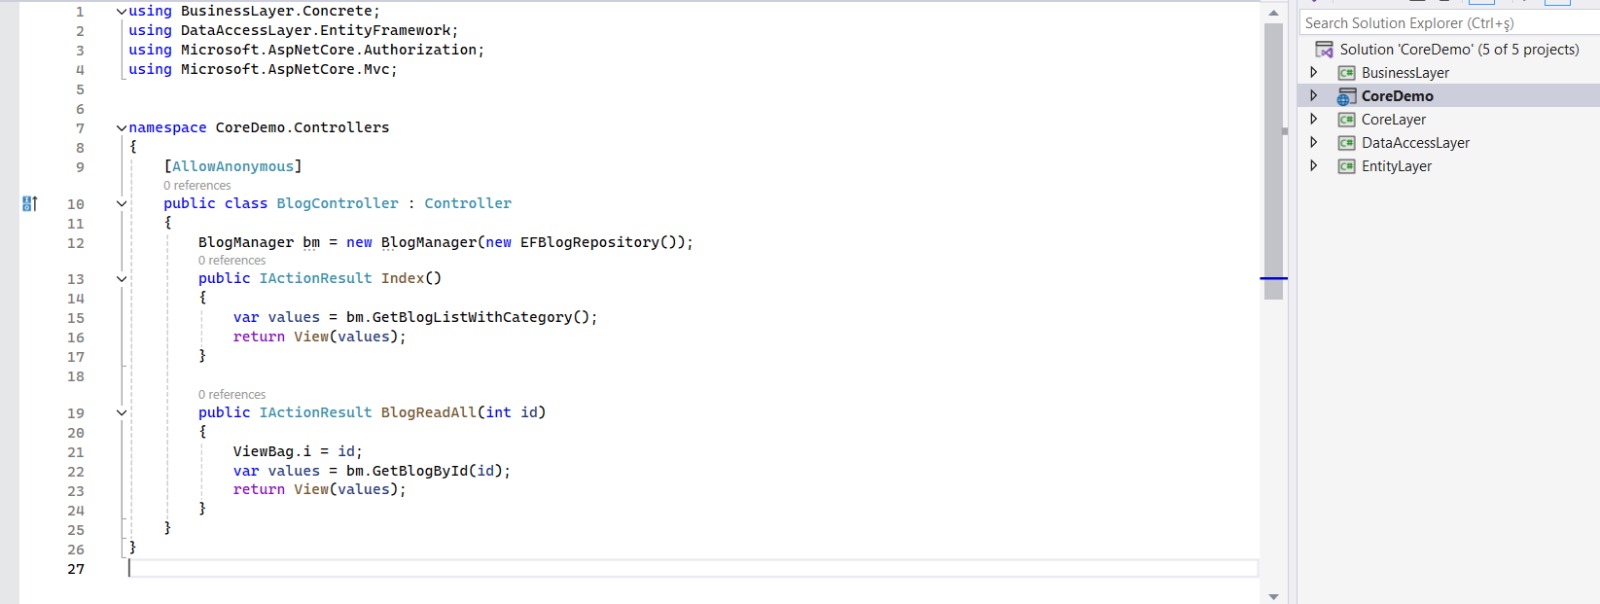 1 using BusinessLayer.Concrete;
2 using DataAccessLayer.EntityFramework;
3 using Microsoft.AspNetCore.Authorization;
4 using Microsoft.AspNetCore.Mvc;
5
6
7 namespace CoreDemo.Controllers
8 {
9 [AllowAnonymous]
0 references
10 public class BlogController : Controller
11 {
12 BlogManager bm = new BlogManager(new EFBlogRepository());
0 references
13 public IActionResult Index()
14 {
15 var values = bm.GetBlogListWithCategory();
16 return View(values);
17 }
18
0 references
19 public IActionResult BlogReadAll(int id)
20 {
21 ViewBag.i = id;
22 var values = bm.GetBlogById(id);
23 return View(values);
24 }
25 }
26 }
27
Search Solution Explorer (Ctrl+ş)
Solution 'CoreDemo' (5 of 5 projects)
C# BusinessLayer
CoreDemo
C# CoreLayer
C# DataAccessLayer
C# EntityLayer